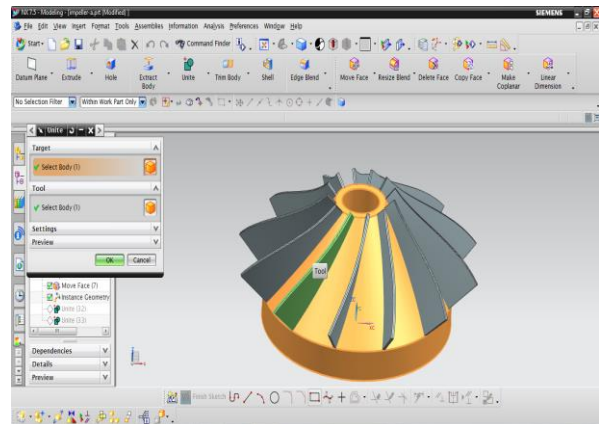 NX 7.5 - Modeling - [impeller-a.prt (Modified) ]
SIEMENS
File Edit View Insert Format Tools Assemblies Information Analysis Preferences Window Help
Start
Command Finder
Datum Plane
Extrude
Hole
Extract Body
Unite
Trim Body
Shell
Edge Blend
Move Face
Resize Blend
Delete Face
Copy Face
Make Coplanar
Linear Dimension
No Selection Filter
Within Work Part Only
Unite
Target
Select Body (1)
Tool
Select Body (1)
Settings
Preview
OK
Cancel
Move Face (7)
Instance Geometry
Unite (32)
Unite (32)
Dependencies
Details
Preview
Tool
Finish Sketch